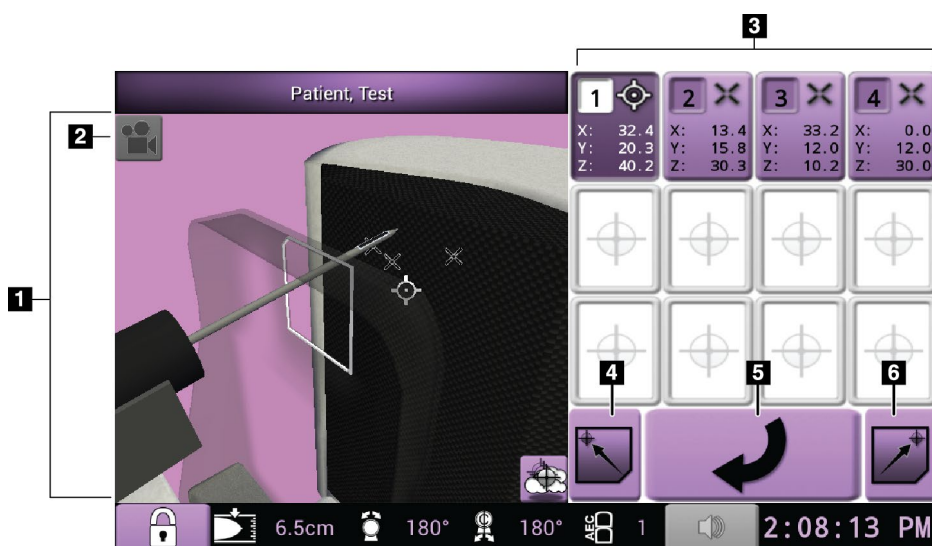 3
Patient, Test
1 2 3 4
X: 32.4 X: 13.4 X: 33.2 X: 0.0
Y: 20.3 Y: 15.8 Y: 12.0 Y: 12.0
Z: 40.2 Z: 30.3 Z: 10.2 Z: 30.0
2
1
4 5 6
6.5cm 180° 180° AEC 1 2:08:13 PM